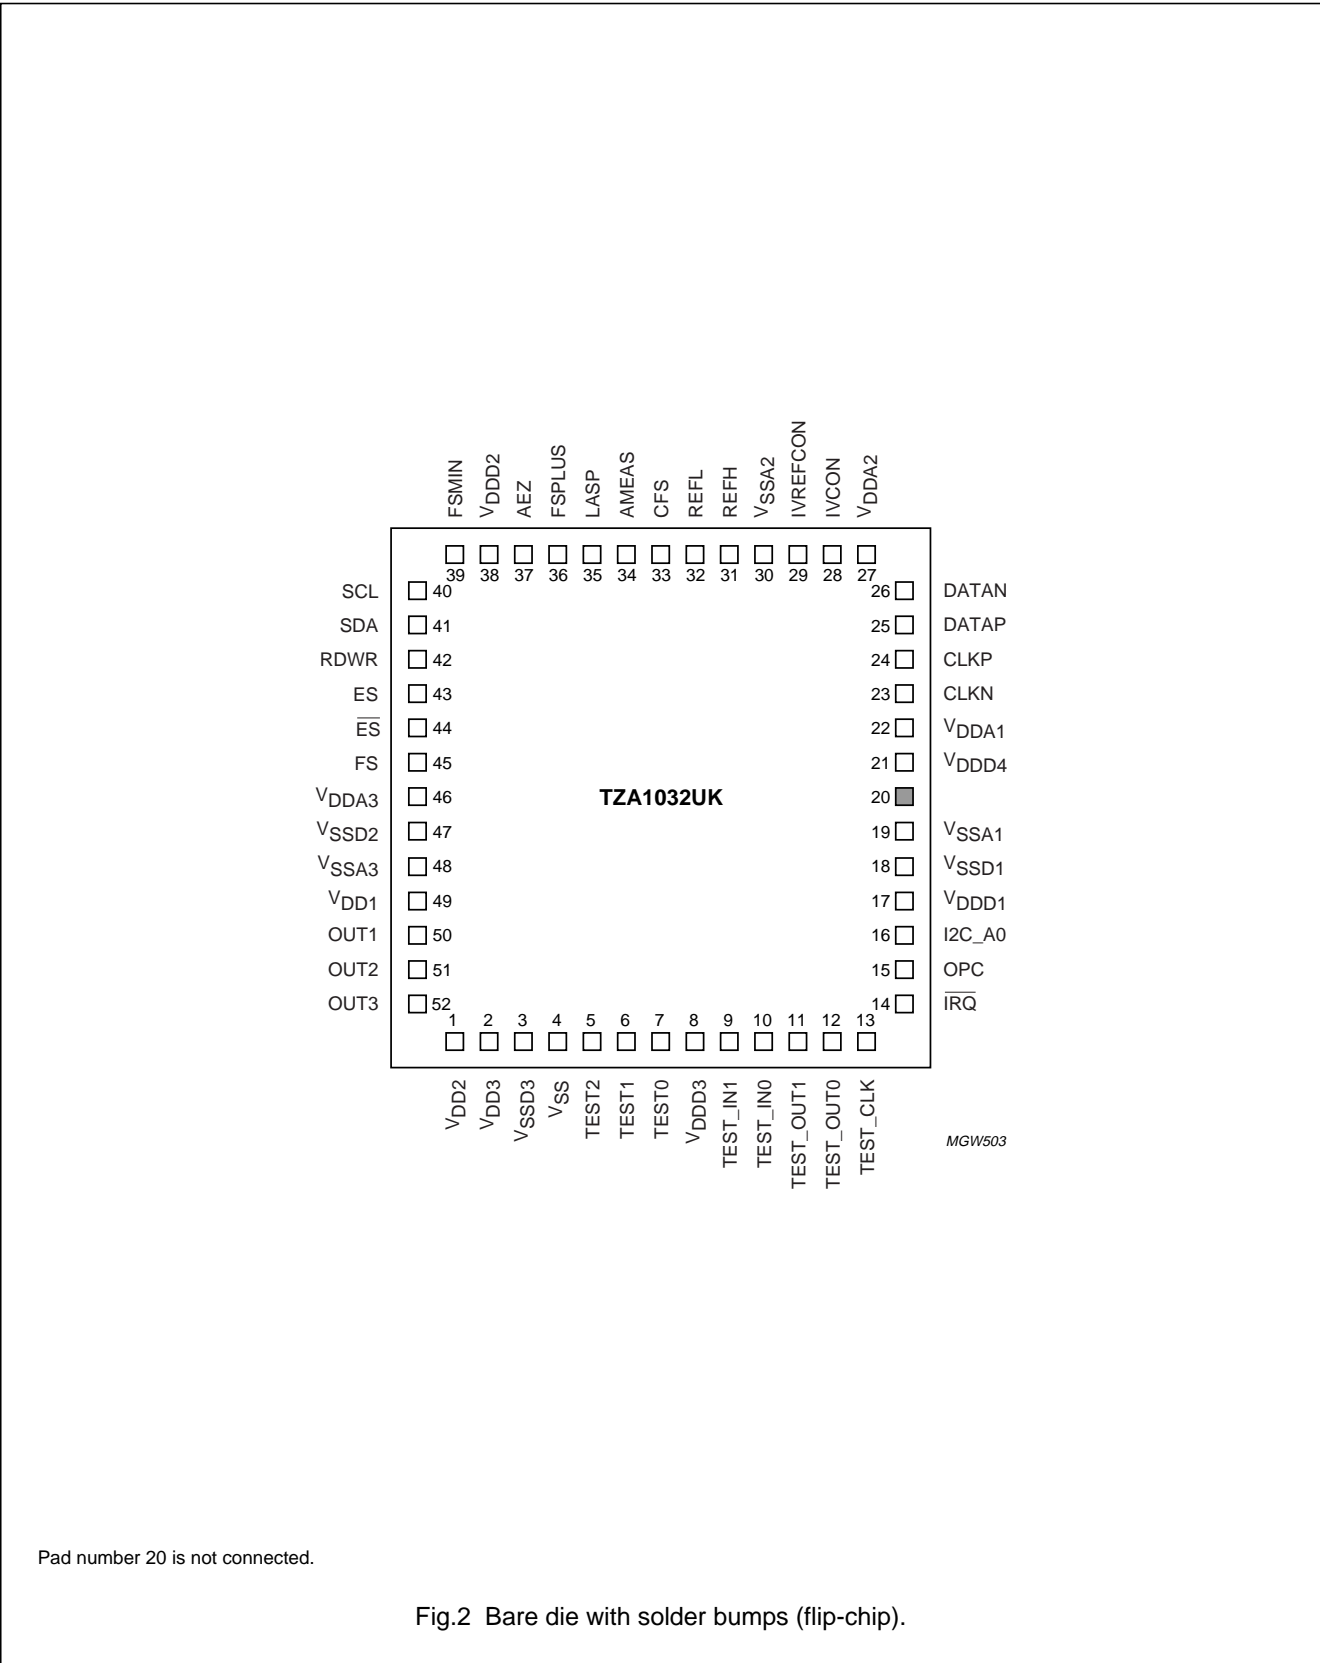 FSMIN
VDDD2
AEZ
FSPLUS
LASP
AMEAS
CFS
REFL
REFH
VSSA2
IVREFCON
IVCON
VDDA2
39 38 37 36 35 34 33 32 31 30 29 28 27
SCL 40 26 DATAN
SDA 41 25 DATAP
RDWR 42 24 CLKP
ES 43 23 CLKN
E̅S̅ 44 22 VDDA1
FS 45 21 VDDD4
VDDA3 46 TZA1032UK 20
VSSD2 47 19 VSSA1
VSSA3 48 18 VSSD1
VDD1 49 17 VDDD1
OUT1 50 16 I2C_A0
OUT2 51 15 OPC
OUT3 52 14 I̅R̅Q̅
1 2 3 4 5 6 7 8 9 10 11 12 13
VDD2
VDD3
VSSD3
VSS
TEST2
TEST1
TEST0
VDDD3
TEST_IN1
TEST_IN0
TEST_OUT1
TEST_OUT0
TEST_CLK
MGW503
Pad number 20 is not connected.
Fig.2 Bare die with solder bumps (flip-chip).